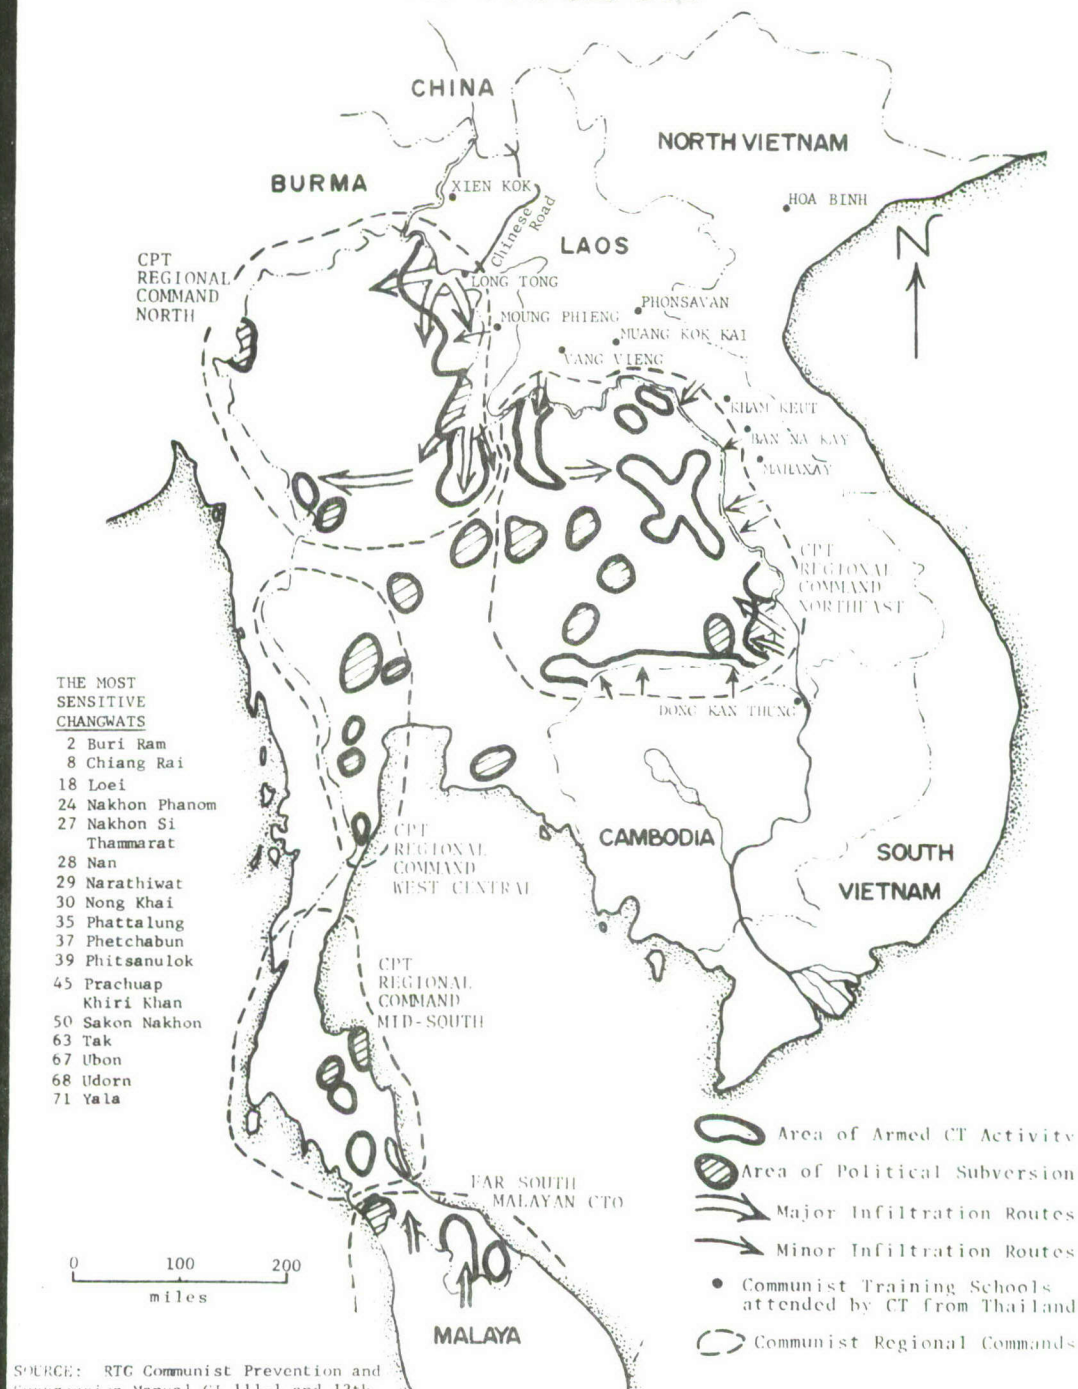 CHINA
NORTH VIETNAM
BURMA
XIEN KOK
HOA BINH
Chinese Road
LAOS
N
CPT
REGIONAL
COMMAND
NORTH
LONG TONG
PHONSAVAN
MOUNG PHIENG
MUANG KOK KAI
VANG VIENG
KHAM KEUT
BAN NA KAY
MAHAXAY
CPT
REGIONAL
COMMAND
NORTHEAST
THE MOST
SENSITIVE
CHANGWATS
2 Buri Ram
8 Chiang Rai
18 Loei
24 Nakhon Phanom
27 Nakhon Si
Thammarat
28 Nan
29 Narathiwat
30 Nong Khai
35 Phattalung
37 Phetchabun
39 Phitsanulok
45 Prachuap
Khiri Khan
50 Sakon Nakhon
63 Tak
67 Ubon
68 Udorn
71 Yala
DONG KAN THUNG
CAMBODIA
SOUTH
VIETNAM
CPT
REGIONAL
COMMAND
WEST CENTRAL
CPT
REGIONAL
COMMAND
MID-SOUTH
FAR SOUTH
MALAYAN CTO
MALAYA
Area of Armed CT Activity
Area of Political Subversion
Major Infiltration Routes
Minor Infiltration Routes
Communist Training Schools
attended by CT from Thailand
Communist Regional Commands
0 100 200
miles
SOURCE: RTG Communist Prevention and